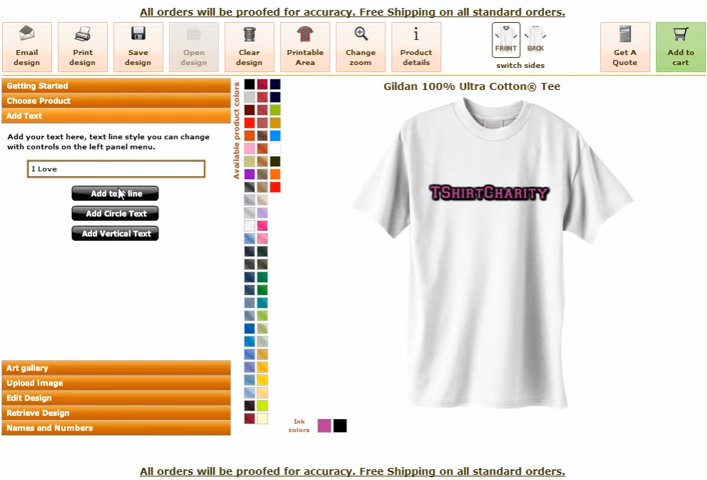 All orders will be proofed for accuracy. Free Shipping on all standard orders.
Email design
Print design
Save design
Open design
Clear design
Printable Area
Change zoom
Product details
FRONT
BACK
switch sides
Get A Quote
Add to cart
Getting Started
Choose Product
Add Text
Add your text here, text line style you can change
with controls on the left panel menu.
I Love
Add text line
Add Circle Text
Add Vertical Text
Art gallery
Upload image
Edit Design
Retrieve Design
Names and Numbers
Available product colors
Gildan 100% Ultra Cotton® Tee
TShirtCharity
Ink colors
All orders will be proofed for accuracy. Free Shipping on all standard orders.